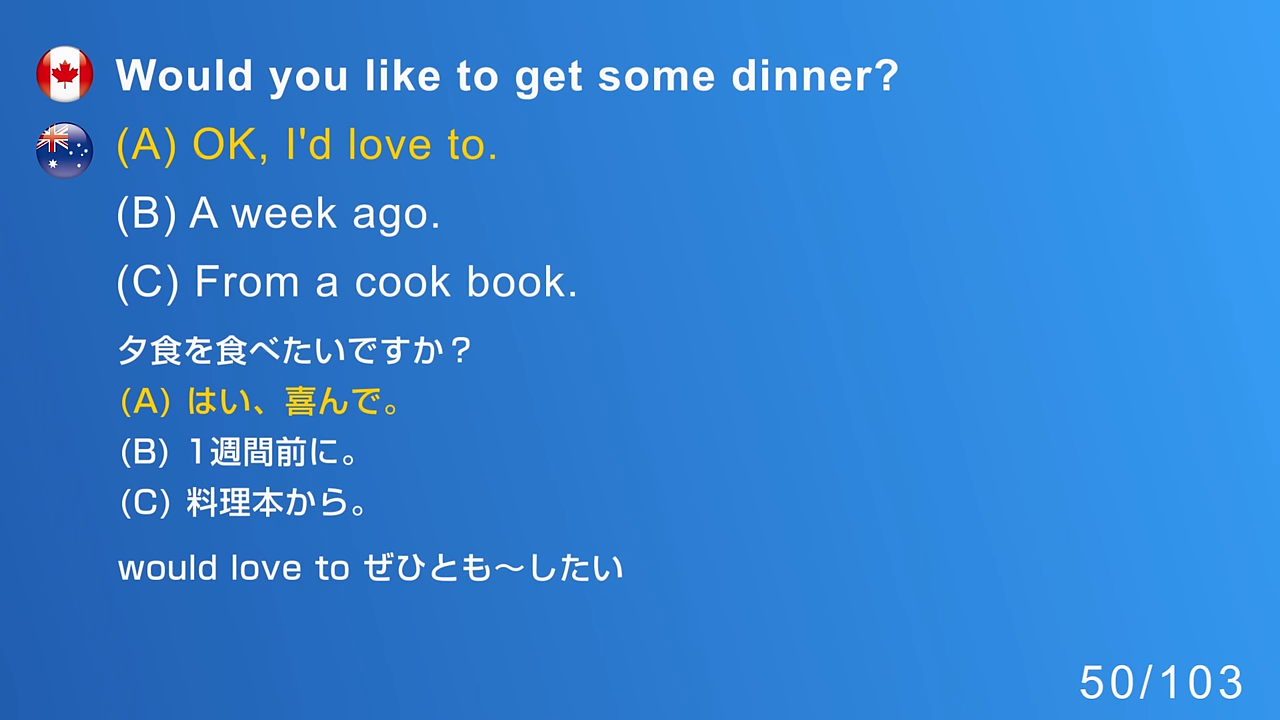 Would you like to get some dinner?
(A) OK, I'd love to.
(B) A week ago.
(C) From a cook book.
夕食を食べたいですか？
(A) はい、喜んで。
(B) 1週間前に。
(C) 料理本から。
would love to ぜひとも〜したい
50/103